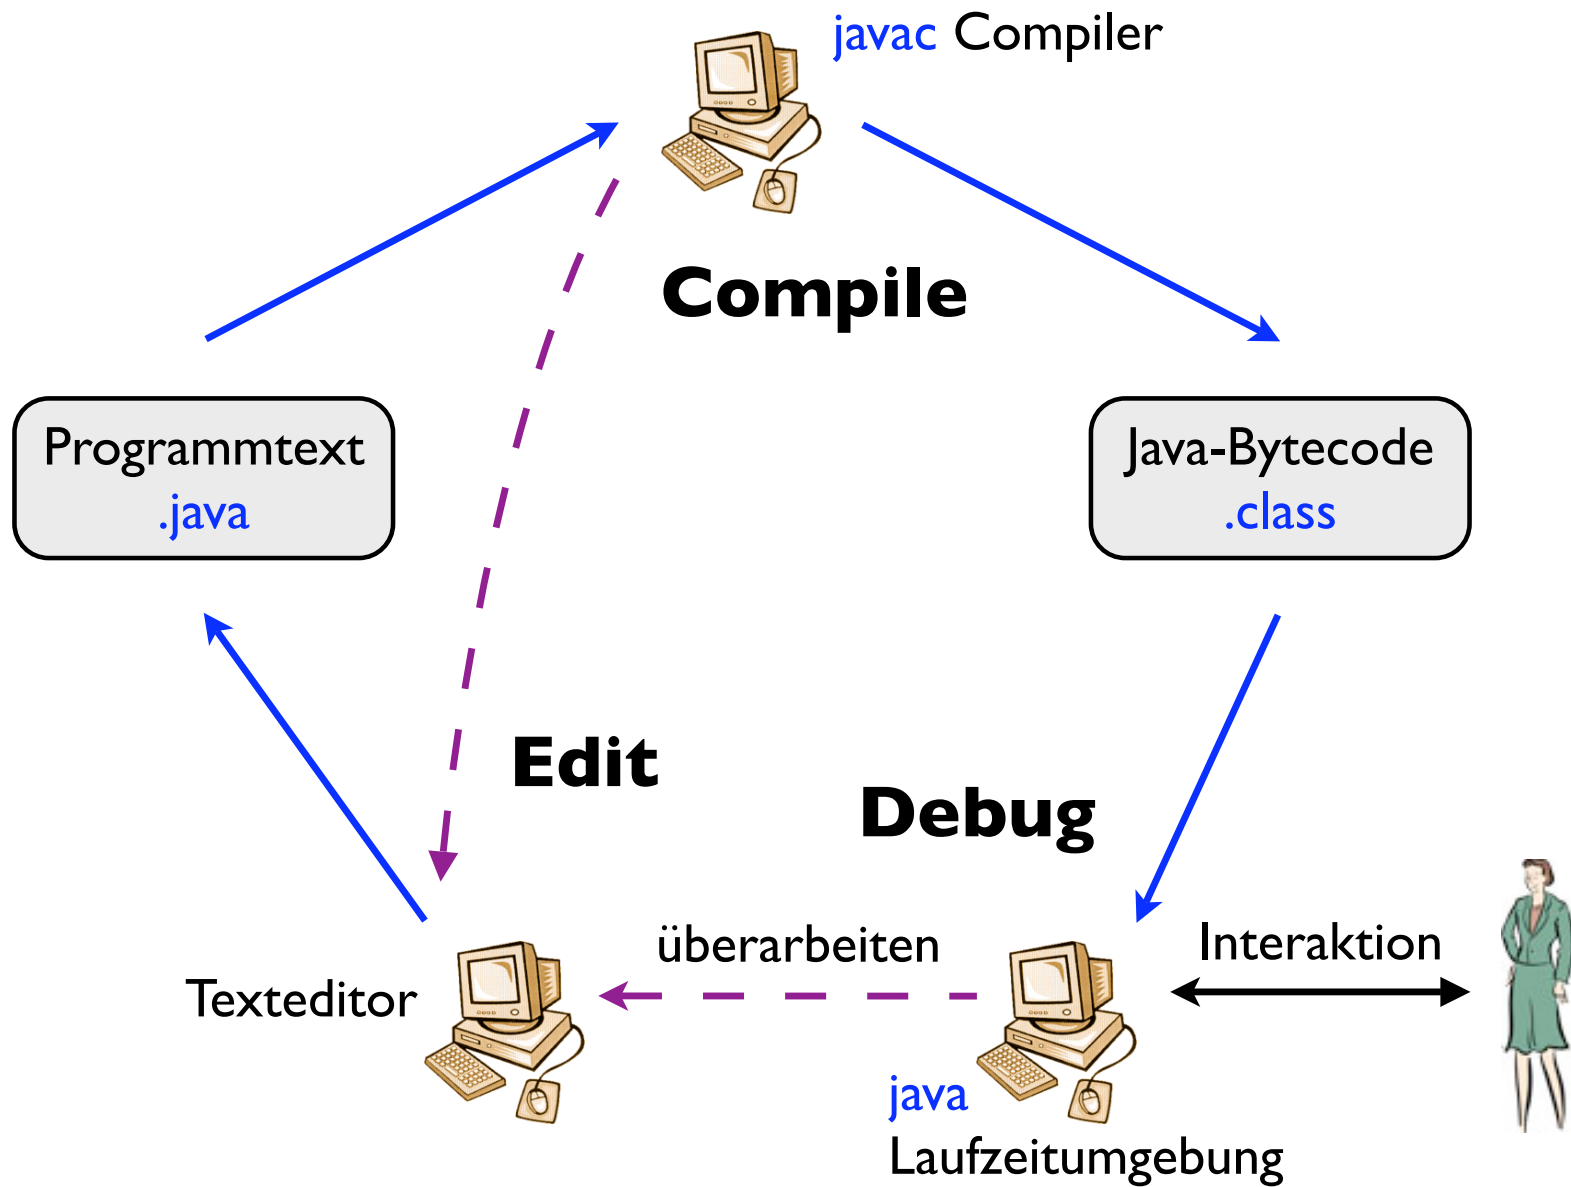 javac Compiler
Compile
Programmtext
.java
Java-Bytecode
.class
Edit
Debug
überarbeiten
Interaktion
Texteditor
java
Laufzeitumgebung